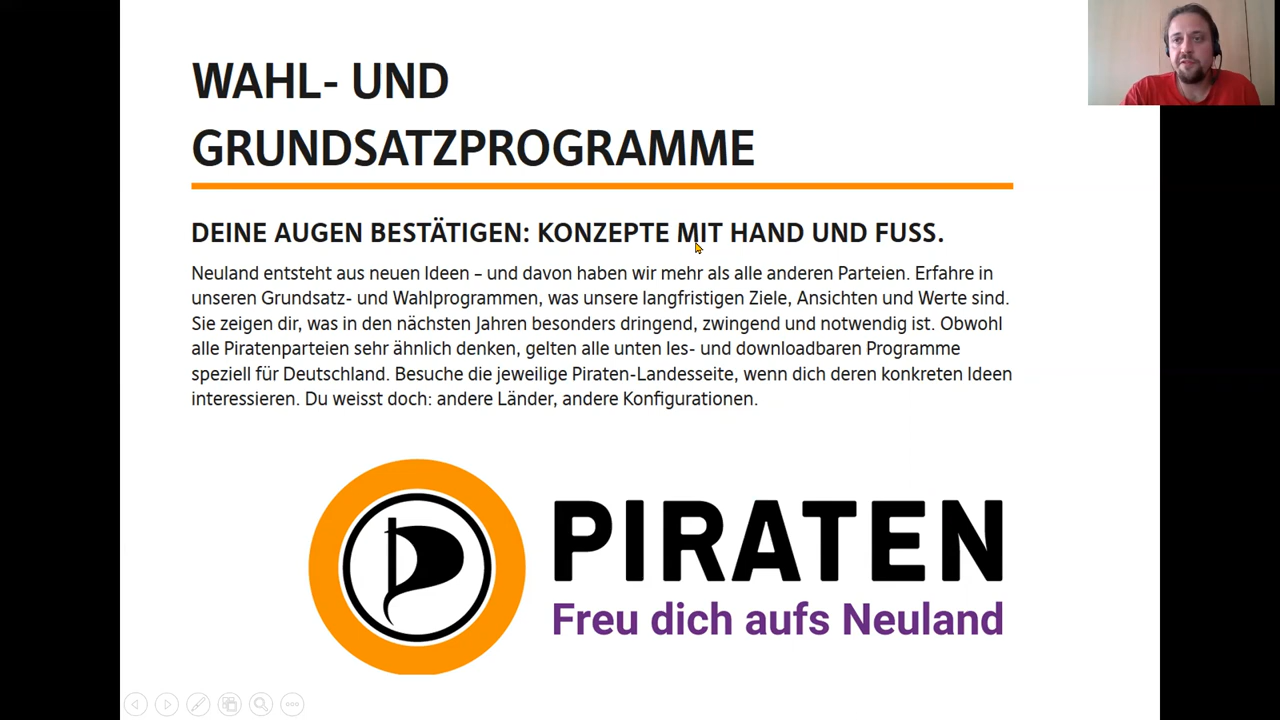 WAHL- UND
GRUNDSATZPROGRAMME
DEINE AUGEN BESTÄTIGEN: KONZEPTE MIT HAND UND FUSS.
Neuland entsteht aus neuen Ideen – und davon haben wir mehr als alle anderen Parteien. Erfahre in
unseren Grundsatz- und Wahlprogrammen, was unsere langfristigen Ziele, Ansichten und Werte sind.
Sie zeigen dir, was in den nächsten Jahren besonders dringend, zwingend und notwendig ist. Obwohl
alle Piratenparteien sehr ähnlich denken, gelten alle unten les- und downloadbaren Programme
speziell für Deutschland. Besuche die jeweilige Piraten-Landesseite, wenn dich deren konkreten Ideen
interessieren. Du weisst doch: andere Länder, andere Konfigurationen.
PIRATEN
Freu dich aufs Neuland